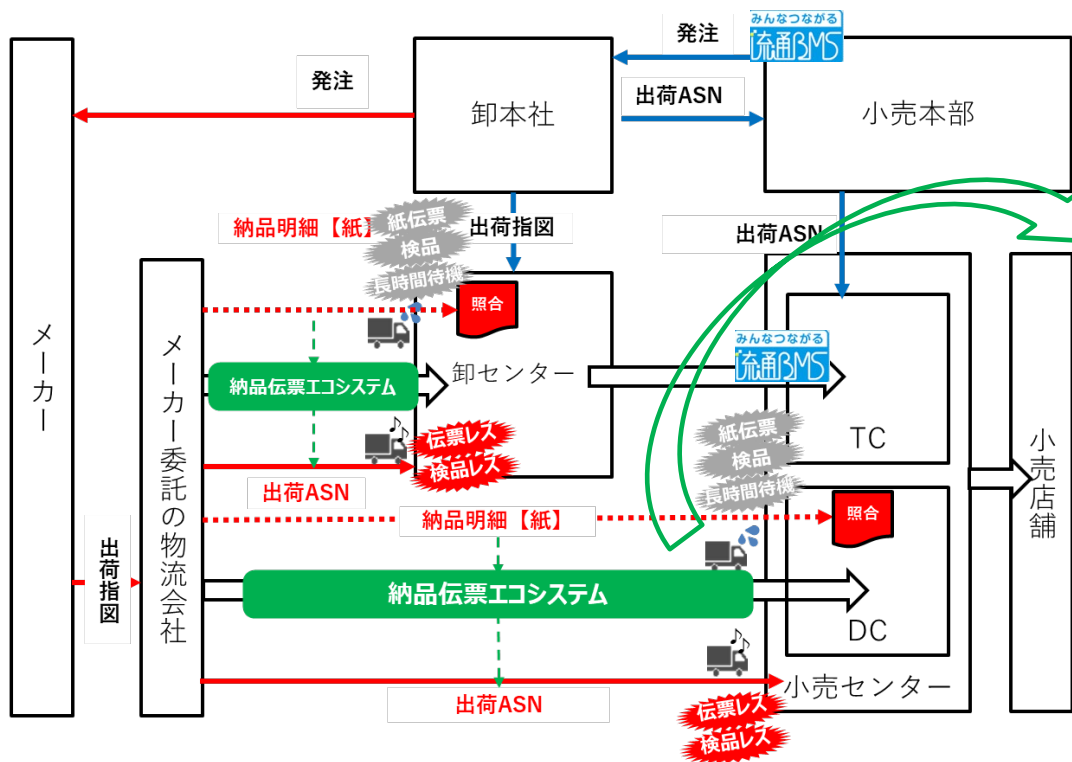 みんなつながる
流通BMS
発注
発注
出荷ASN
卸本社
小売本部
納品明細【紙】
紙伝票
検品
長時間待機
出荷指図
出荷ASN
照合
メーカー
メーカー委託の物流会社
納品伝票エコシステム
卸センター
みんなつながる
流通BMS
伝票レス
検品レス
出荷ASN
紙伝票
検品
長時間待機
TC
小売店舗
納品明細【紙】
照合
出荷指図
納品伝票エコシステム
DC
小売センター
出荷ASN
伝票レス
検品レス